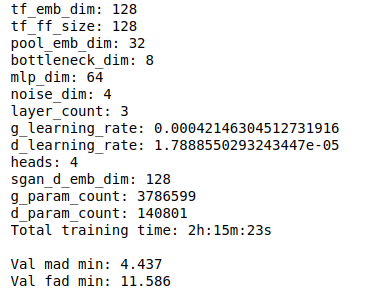 tf_emb_dim: 128
tf_ff_size: 128
pool_emb_dim: 32
bottleneck_dim: 8
mlp_dim: 64
noise_dim: 4
layer_count: 3
g_learning_rate: 0.00042146304512731916
d_learning_rate: 1.7888550293243447e-05
heads: 4
sgan_d_emb_dim: 128
g_param_count: 3786599
d_param_count: 140801
Total training time: 2h:15m:23s
Val mad min: 4.437
Val fad min: 11.586